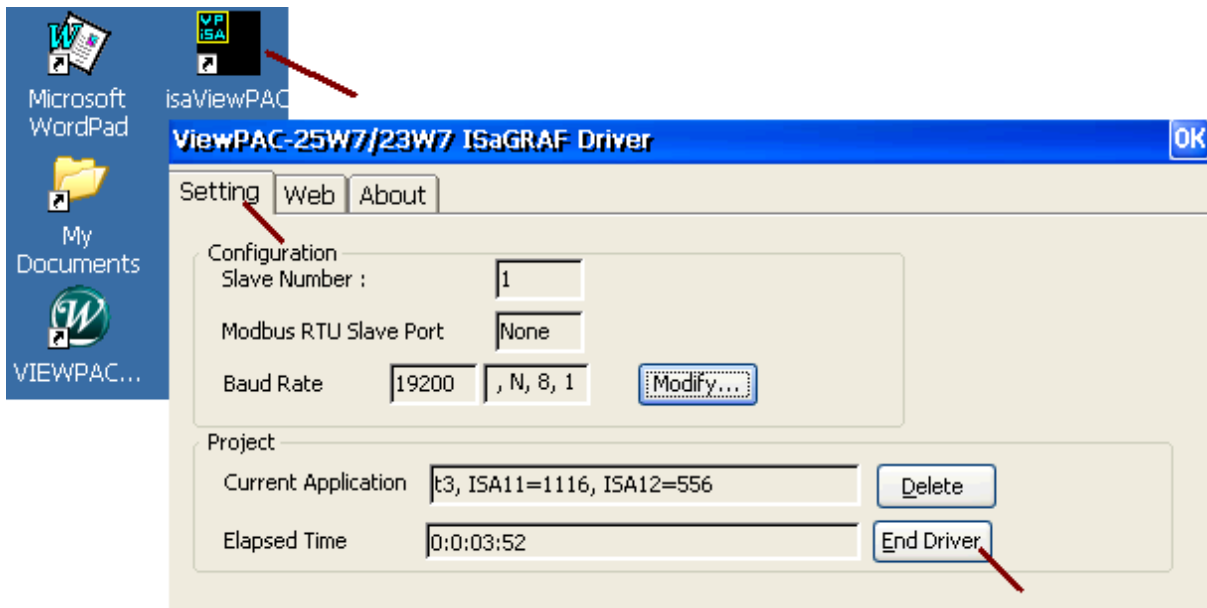 VP
iSA
Microsoft
WordPad
isaViewPAC
My
Documents
VIEWPAC...
ViewPAC-25W7/23W7 ISaGRAF Driver
OK
Setting
Web
About
Configuration
Slave Number :
1
Modbus RTU Slave Port
None
Baud Rate
19200
, N, 8, 1
Modify...
Project
Current Application
t3, ISA11=1116, ISA12=556
Delete
Elapsed Time
0:0:03:52
End Driver